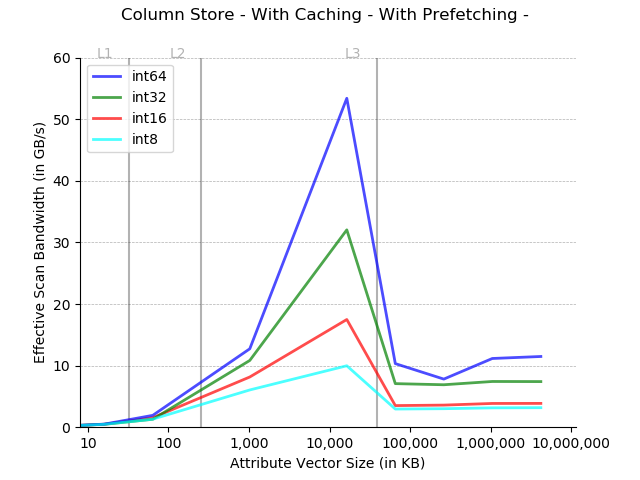 Column Store - With Caching - With Prefetching -
L1 L2 L3
60
50
40
30
20
10
0
int64
int32
int16
int8
Effective Scan Bandwidth (in GB/s)
10 100 1,000 10,000 100,000 1,000,000 10,000,000
Attribute Vector Size (in KB)